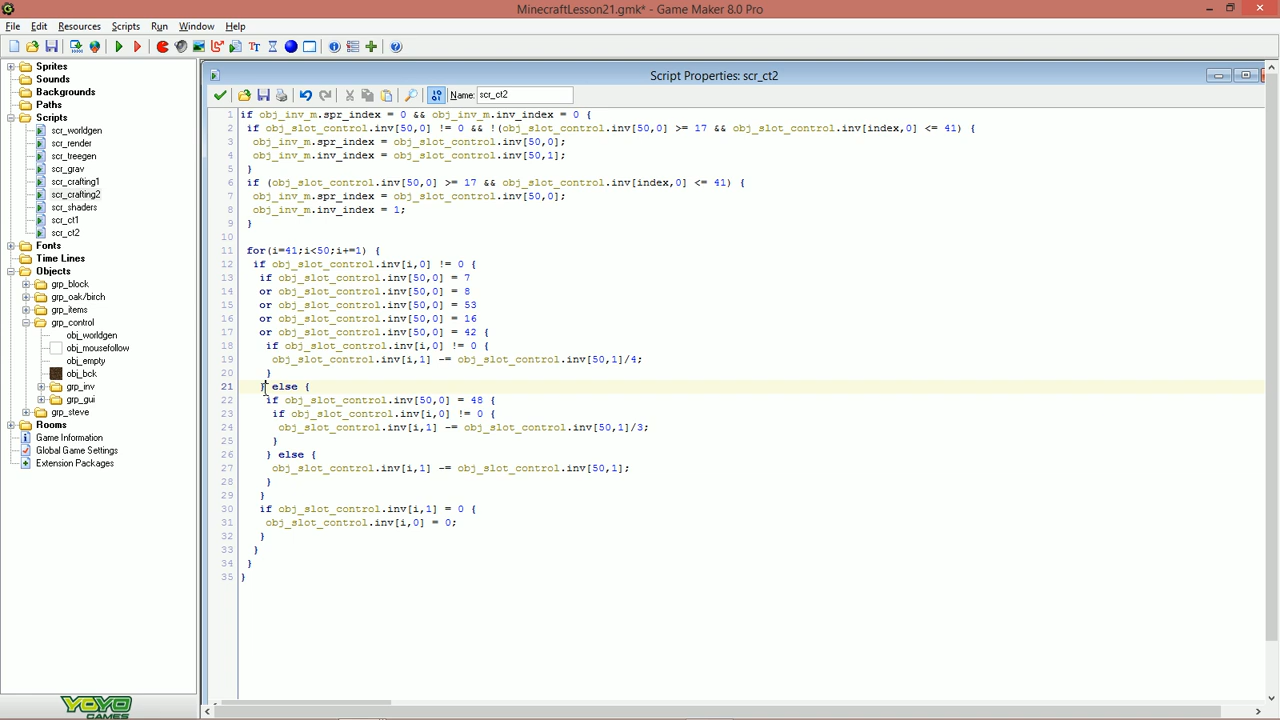 MinecraftLesson21.gmk* - Game Maker 8.0 Pro
File Edit Resources Scripts Run Window Help
Sprites
Sounds
Backgrounds
Paths
Scripts
scr_worldgen
scr_render
scr_treegen
scr_grav
scr_crafting1
scr_crafting2
scr_shaders
scr_ct1
scr_ct2
Fonts
Time Lines
Objects
grp_block
grp_oak/birch
grp_items
grp_control
obj_worldgen
obj_mousefollow
obj_empty
obj_bck
grp_inv
grp_gui
grp_steve
Rooms
Game Information
Global Game Settings
Extension Packages
YOYO
GAMES
Script Properties: scr_ct2
Name: scr_ct2
1 if obj_inv_m.spr_index = 0 && obj_inv_m.inv_index = 0 {
2 if obj_slot_control.inv[50,0] != 0 && !(obj_slot_control.inv[50,0] >= 17 && obj_slot_control.inv[index,0] <= 41) {
3 obj_inv_m.spr_index = obj_slot_control.inv[50,0];
4 obj_inv_m.inv_index = obj_slot_control.inv[50,1];
5 }
6 if (obj_slot_control.inv[50,0] >= 17 && obj_slot_control.inv[index,0] <= 41) {
7 obj_inv_m.spr_index = obj_slot_control.inv[50,0];
8 obj_inv_m.inv_index = 1;
9 }
10
11 for(i=41;i<50;i+=1) {
12 if obj_slot_control.inv[i,0] != 0 {
13 if obj_slot_control.inv[50,0] = 7
14 or obj_slot_control.inv[50,0] = 8
15 or obj_slot_control.inv[50,0] = 53
16 or obj_slot_control.inv[50,0] = 16
17 or obj_slot_control.inv[50,0] = 42 {
18 if obj_slot_control.inv[i,0] != 0 {
19 obj_slot_control.inv[i,1] -= obj_slot_control.inv[50,1]/4;
20 }
21 } else {
22 if obj_slot_control.inv[50,0] = 48 {
23 if obj_slot_control.inv[i,0] != 0 {
24 obj_slot_control.inv[i,1] -= obj_slot_control.inv[50,1]/3;
25 }
26 } else {
27 obj_slot_control.inv[i,1] -= obj_slot_control.inv[50,1];
28 }
29 }
30 if obj_slot_control.inv[i,1] = 0 {
31 obj_slot_control.inv[i,0] = 0;
32 }
33 }
34 }
35 }